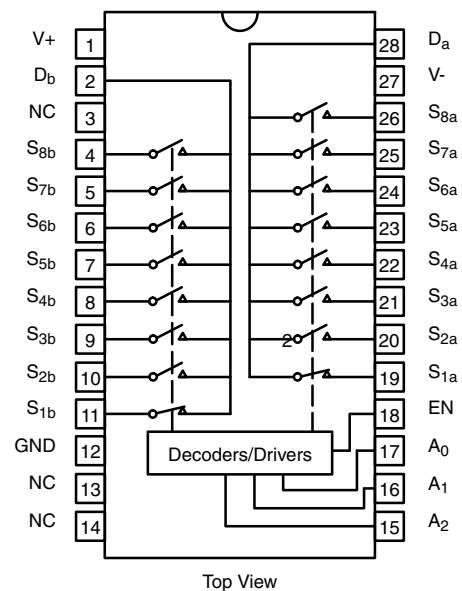 V+ 1 28 Da
Db 2 27 V-
NC 3 26 S8a
S8b 4 25 S7a
S7b 5 24 S6a
S6b 6 23 S5a
S5b 7 22 S4a
S4b 8 21 S3a
S3b 9 2 20 S2a
S2b 10 19 S1a
S1b 11 18 EN
GND 12 Decoders/Drivers 17 A0
NC 13 16 A1
NC 14 15 A2
Top View